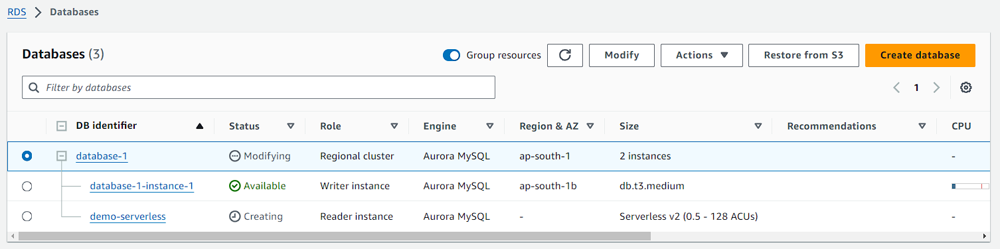 RDS > Databases
Databases (3) Group resources Modify Actions Restore from S3 Create database
Filter by databases 1
DB identifier Status Role Engine Region & AZ Size Recommendations CPU
database-1 Modifying Regional cluster Aurora MySQL ap-south-1 2 instances -
database-1-instance-1 Available Writer instance Aurora MySQL ap-south-1b db.t3.medium
demo-serverless Creating Reader instance Aurora MySQL - Serverless v2 (0.5 - 128 ACUs) -